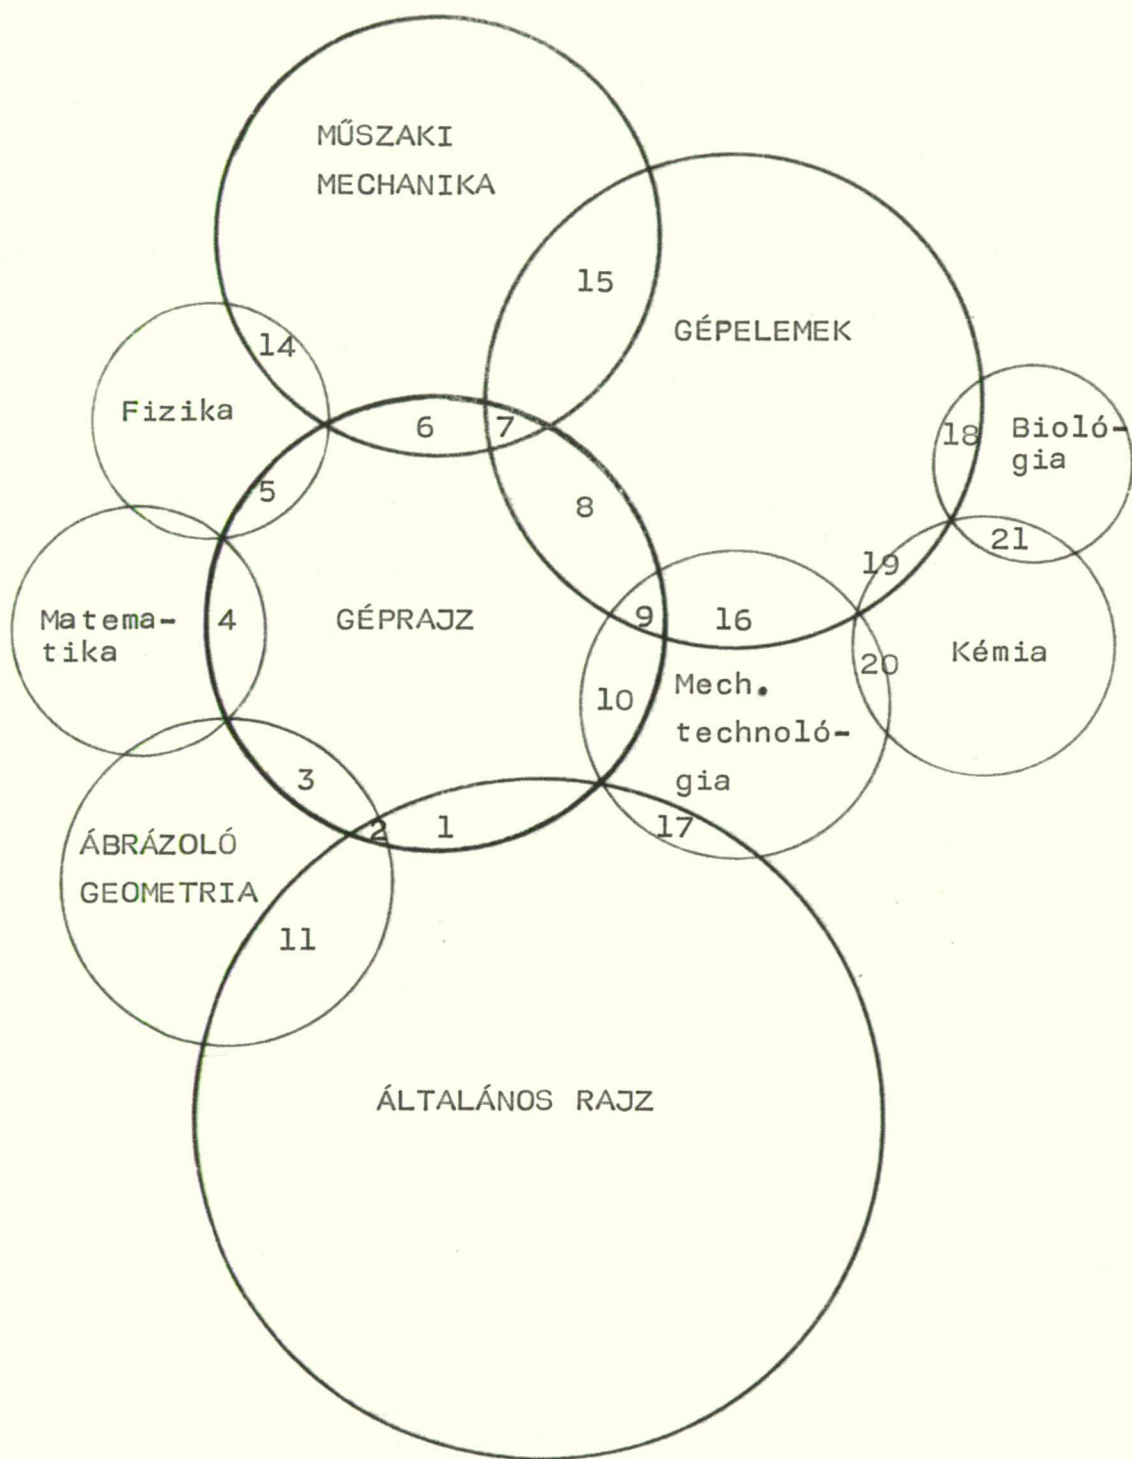 MŰSZAKI
MECHANIKA
15
GÉPELEMEK
14
Fizika
6
7
18
Bioló-
gia
5
8
21
19
Matema-
tika
4
GÉPRAJZ
9
16
20
Kémia
10
Mech.
technoló-
gia
3
2
1
17
ÁBRÁZOLÓ
GEOMETRIA
11
ÁLTALÁNOS RAJZ